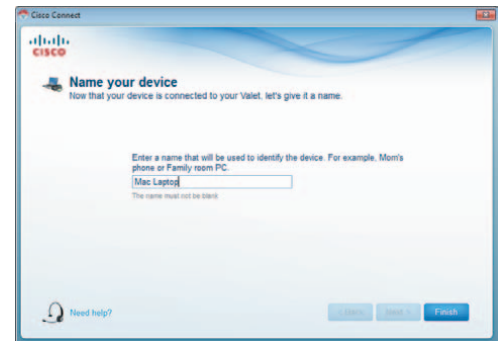 Cisco Connect
CISCO
Name your device
Now that your device is connected to your Valet, let's give it a name.
Enter a name that will be used to identify the device. For example, Mom's
phone or Family room PC.
Mac Laptop
The name must not be blank
Need help?
< Back
Next >
Finish